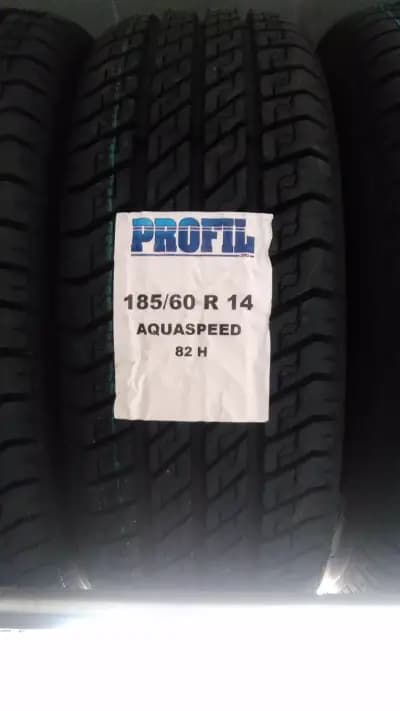 PROFIL
185/60 R 14
AQUASPEED
82 H